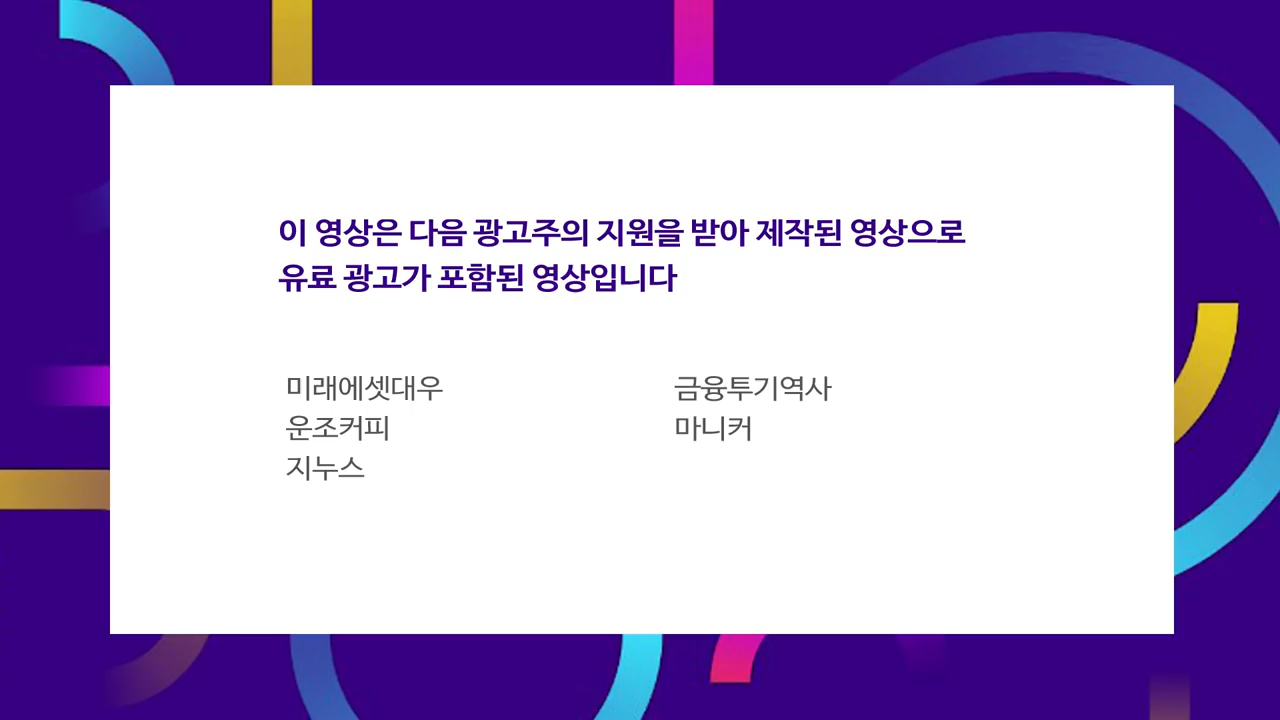 이 영상은 다음 광고주의 지원을 받아 제작된 영상으로
유료 광고가 포함된 영상입니다
미래에셋대우
운조커피
지누스
금융투기역사
마니커